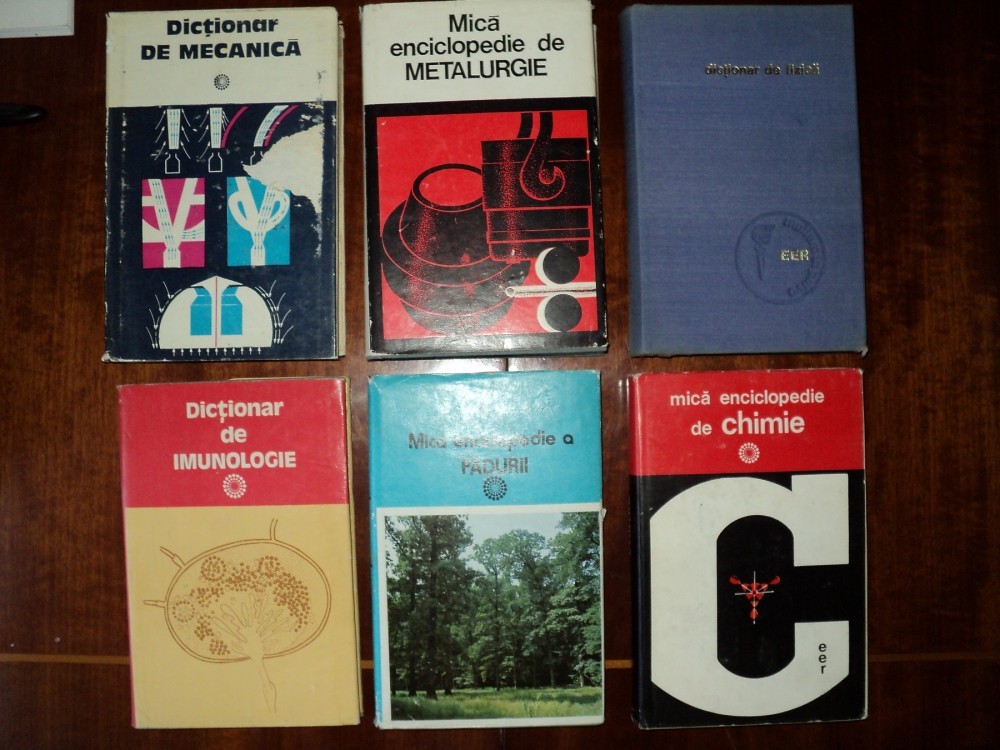 Dicționar
DE MECANICĂ
Mică
enciclopedie de
METALURGIE
dicționar de fizică
EER
Dicționar
de
IMUNOLOGIE
Mică enciclopedie a
PĂDURII
mică enciclopedie
de chimie
eer